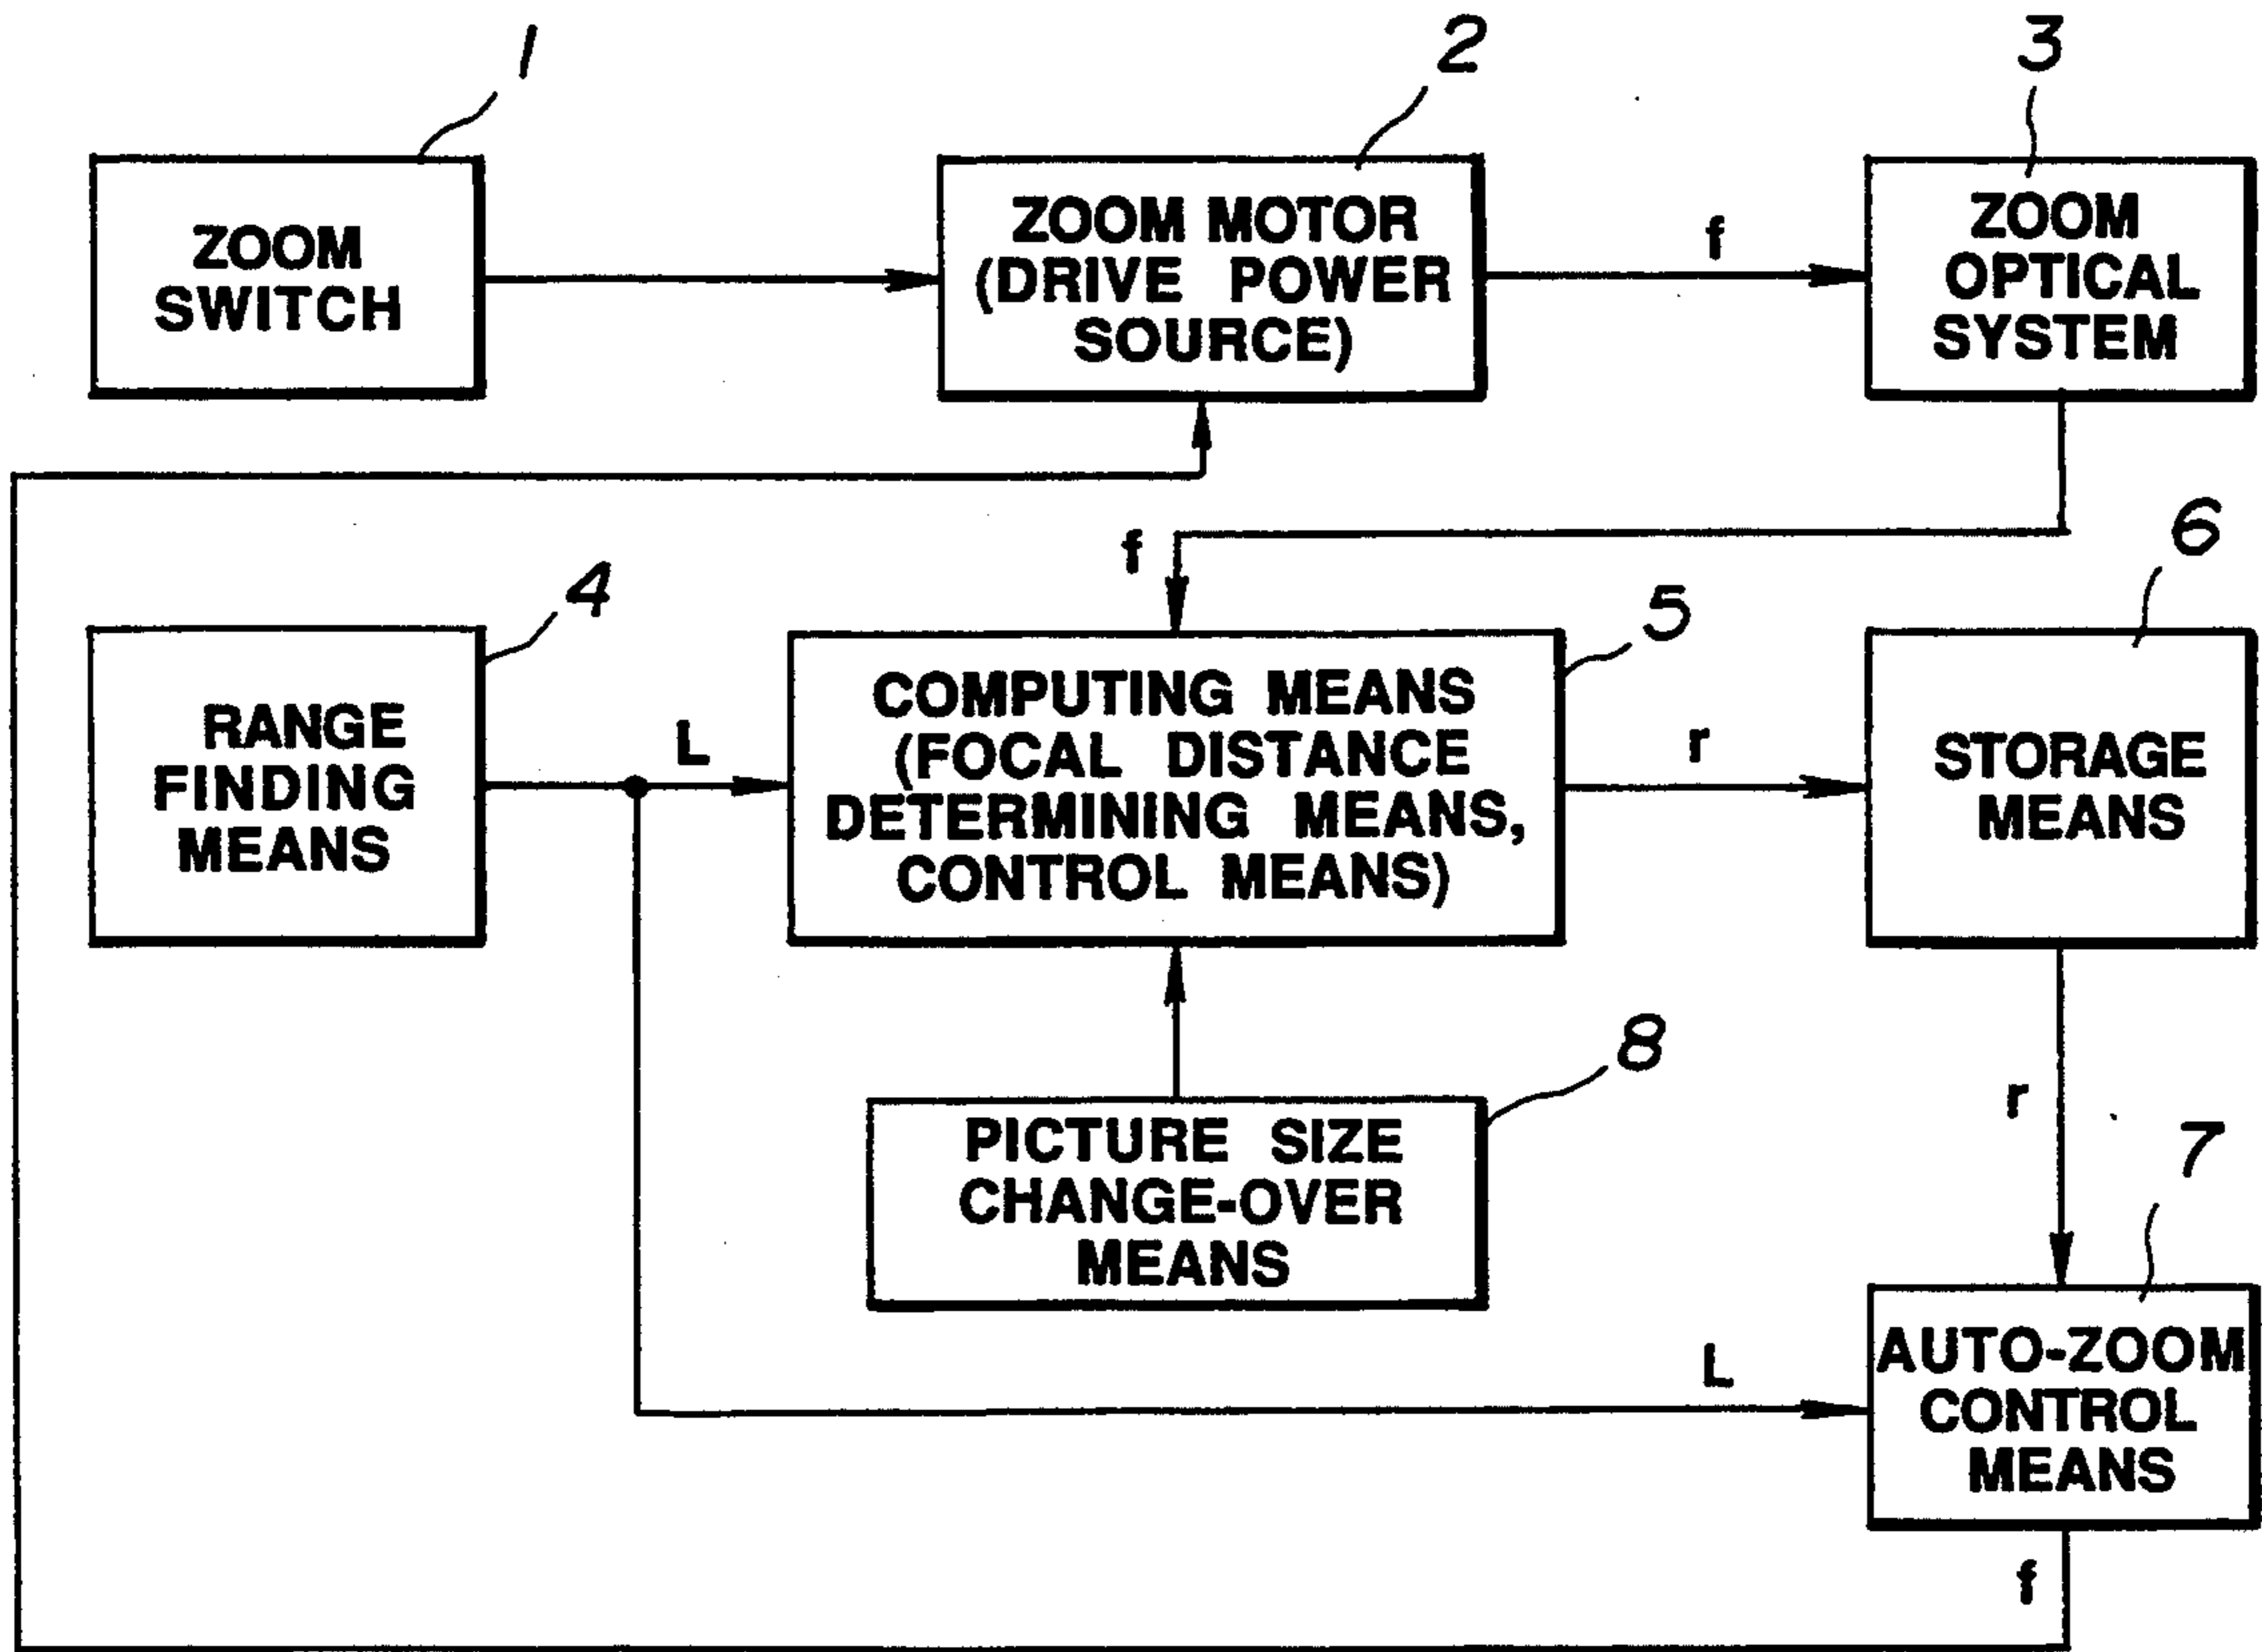 1
2
3
ZOOM
SWITCH
ZOOM MOTOR
(DRIVE POWER
SOURCE)
f
ZOOM
OPTICAL
SYSTEM
f
4
5
6
RANGE
FINDING
MEANS
L
COMPUTING MEANS
(FOCAL DISTANCE
DETERMINING MEANS,
CONTROL MEANS)
r
STORAGE
MEANS
8
r
7
PICTURE SIZE
CHANGE-OVER
MEANS
L
AUTO-ZOOM
CONTROL
MEANS
f